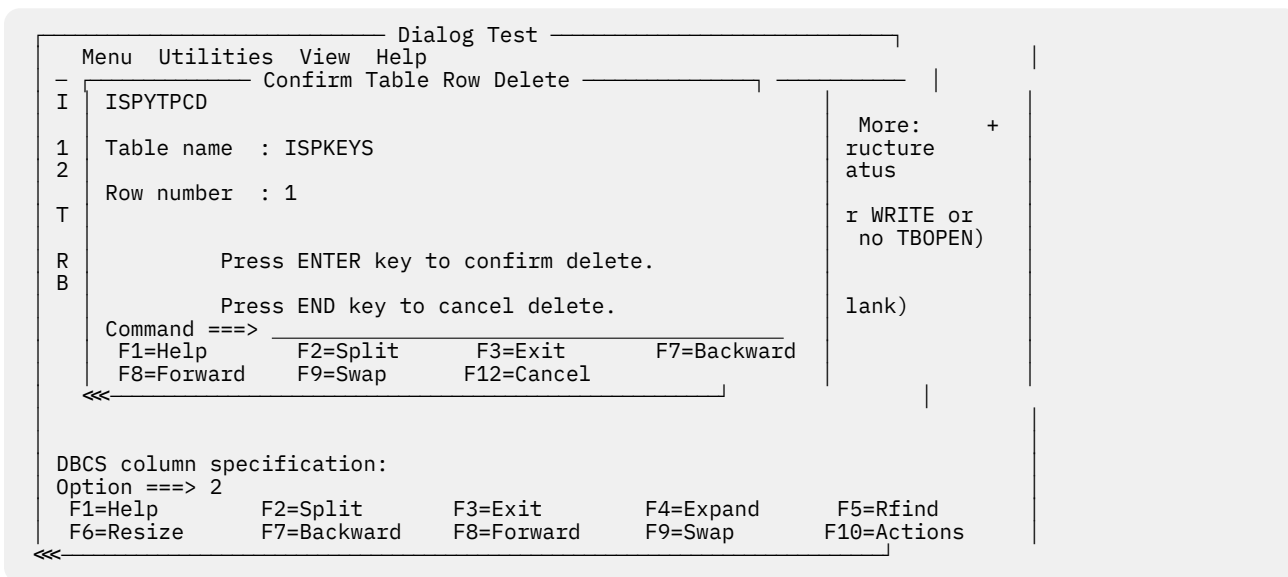 Dialog Test
Menu Utilities View Help
Confirm Table Row Delete
I ISPYTPCD
More: +
1 Table name : ISPKEYS ructure
2 atus
Row number : 1
T r WRITE or
no TBOPEN)
R Press ENTER key to confirm delete.
B
Press END key to cancel delete. lank)
Command ===>
F1=Help F2=Split F3=Exit F7=Backward
F8=Forward F9=Swap F12=Cancel
DBCS column specification:
Option ===> 2
F1=Help F2=Split F3=Exit F4=Expand F5=Rfind
F6=Resize F7=Backward F8=Forward F9=Swap F10=Actions